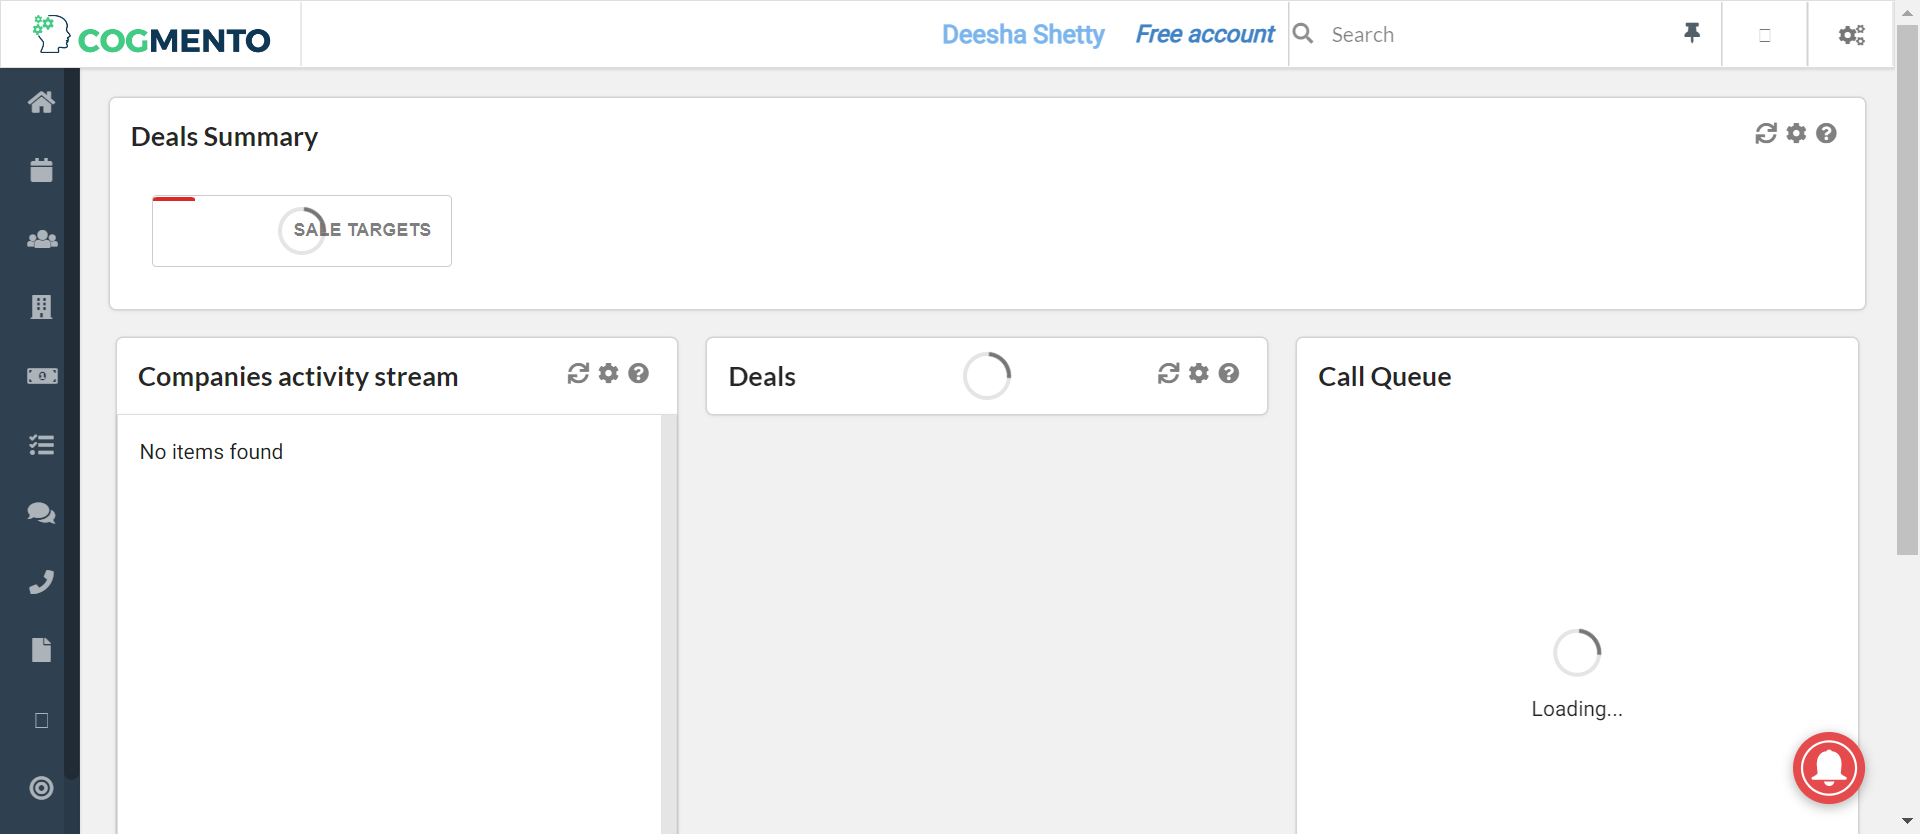 COGMENTO
Deesha Shetty
Free account
Search
Deals Summary
SALE TARGETS
Companies activity stream
Deals
Call Queue
No items found
Loading...